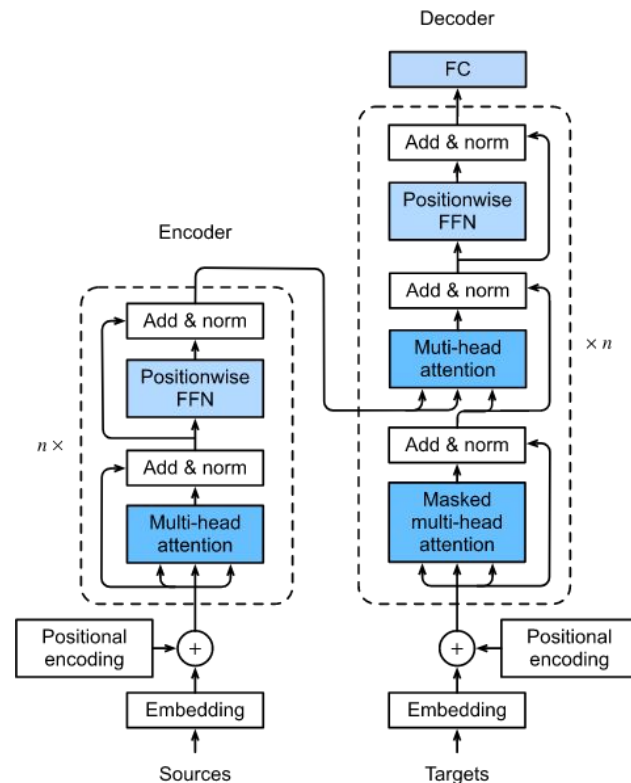 Decoder
FC
Add & norm
Positionwise
FFN
Encoder
Add & norm
Add & norm
Muti-head
attention
× n
Positionwise
FFN
n ×
Add & norm
Add & norm
Multi-head
attention
Masked
multi-head
attention
Positional
encoding
+
+
Positional
encoding
Embedding
Embedding
Sources
Targets